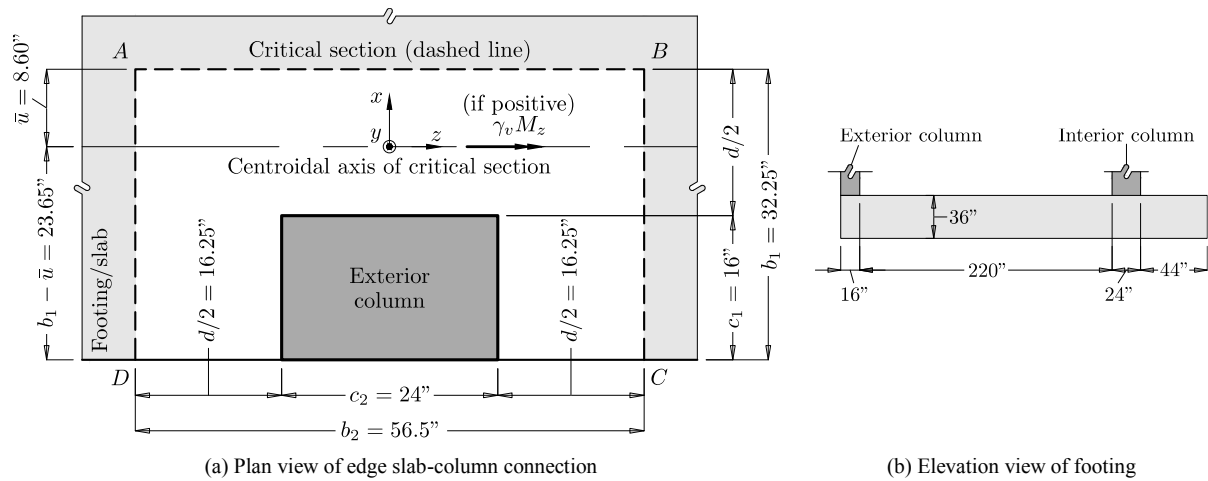 A
Critical section (dashed line)
B
ū = 8.60”
x
(if positive)
γᵥM_z
y
z
Centroidal axis of critical section
d/2
b₁ − ū = 23.65”
Footing/slab
d/2 = 16.25”
Exterior
column
d/2 = 16.25”
c₁ = 16”
b₁ = 32.25”
D
C
c₂ = 24”
b₂ = 56.5”
(a) Plan view of edge slab-column connection
Exterior column
Interior column
36”
220”
44”
16”
24”
(b) Elevation view of footing